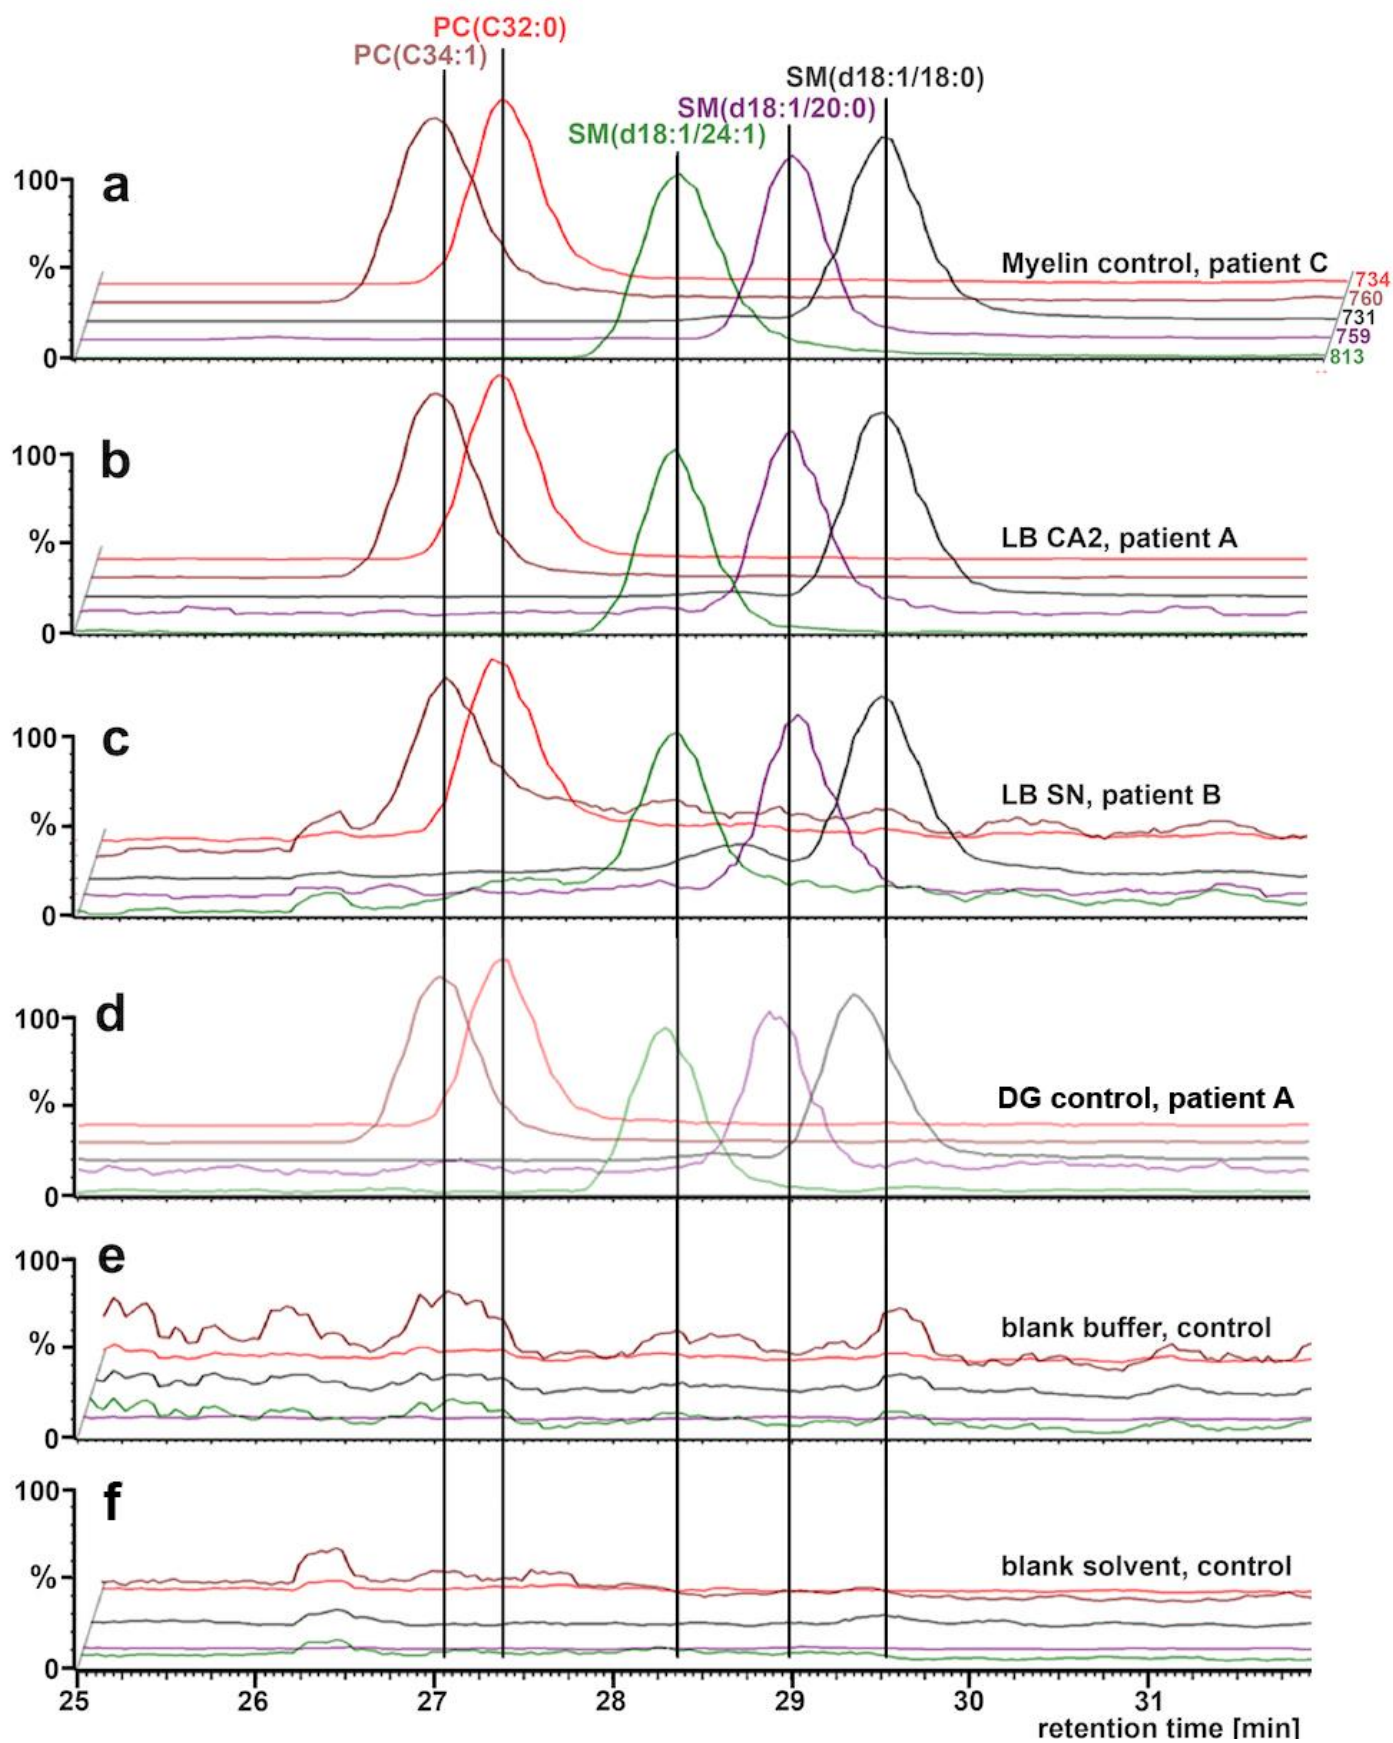 PC(C32:0)
PC(C34:1)
SM(d18:1/18:0)
SM(d18:1/20:0)
SM(d18:1/24:1)
100
a
%
Myelin control, patient C
734
760
731
759
813
0
100
b
%
LB CA2, patient A
0
100
c
%
LB SN, patient B
0
100
d
%
DG control, patient A
0
100
e
%
blank buffer, control
0
100
f
%
blank solvent, control
0
25 26 27 28 29 30 31
retention time [min]